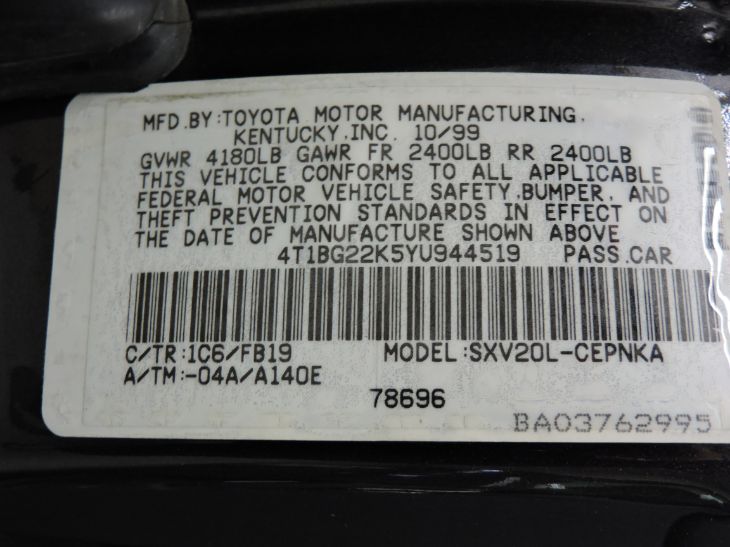 MFD.BY:TOYOTA MOTOR MANUFACTURING,
KENTUCKY,INC. 10/99
GVWR 4180LB GAWR FR 2400LB RR 2400LB
THIS VEHICLE CONFORMS TO ALL APPLICABLE
FEDERAL MOTOR VEHICLE SAFETY,BUMPER, AND
THEFT PREVENTION STANDARDS IN EFFECT ON
THE DATE OF MANUFACTURE SHOWN ABOVE
4T1BG22K5YU944519 PASS.CAR
C/TR:1C6/FB19 MODEL:SXV20L-CEPNKA
A/TM:-04A/A140E
78696
BA03762995